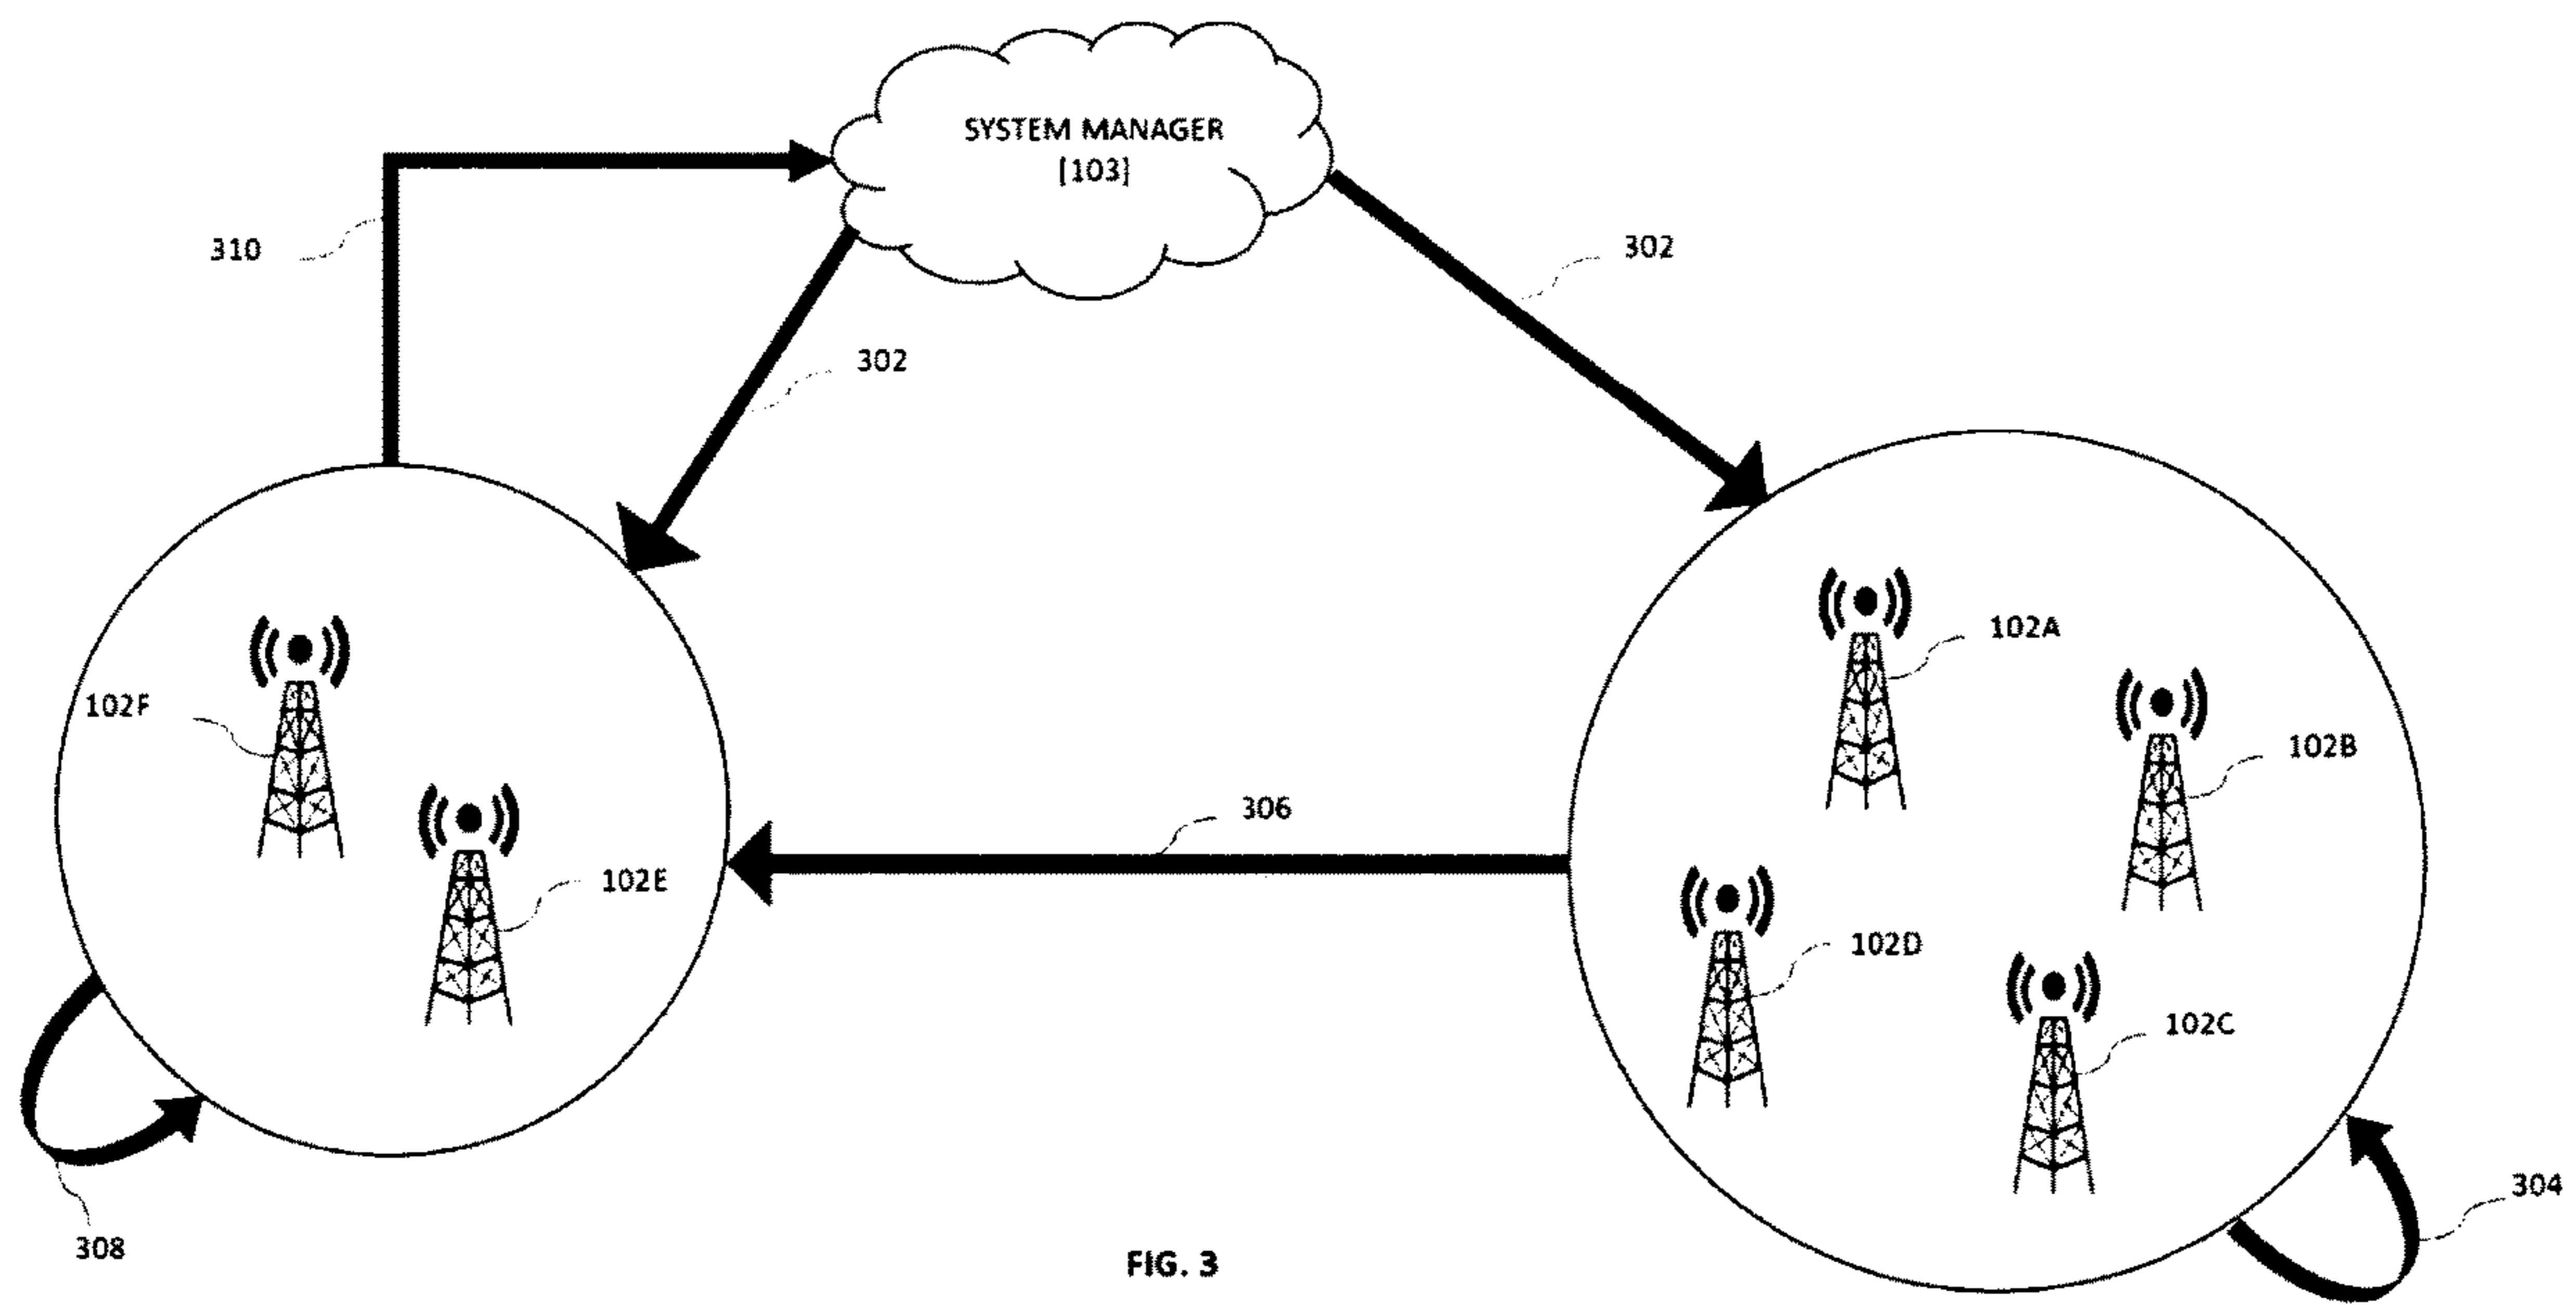 SYSTEM MANAGER
[103]
310
302
302
102A
102F
102B
306
102E
102D
102C
304
308
FIG. 3